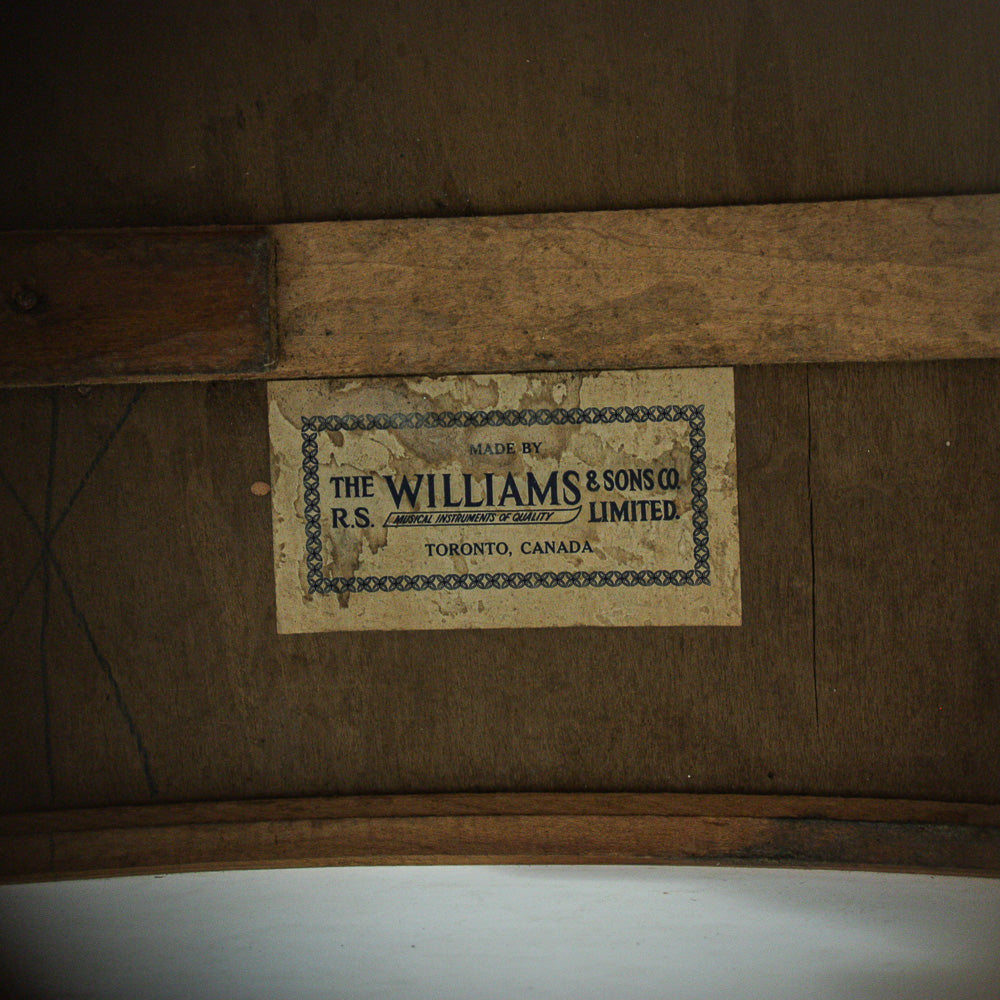 MADE BY
THE R.S. WILLIAMS & SONS CO. LIMITED.
MUSICAL INSTRUMENTS OF QUALITY
TORONTO, CANADA